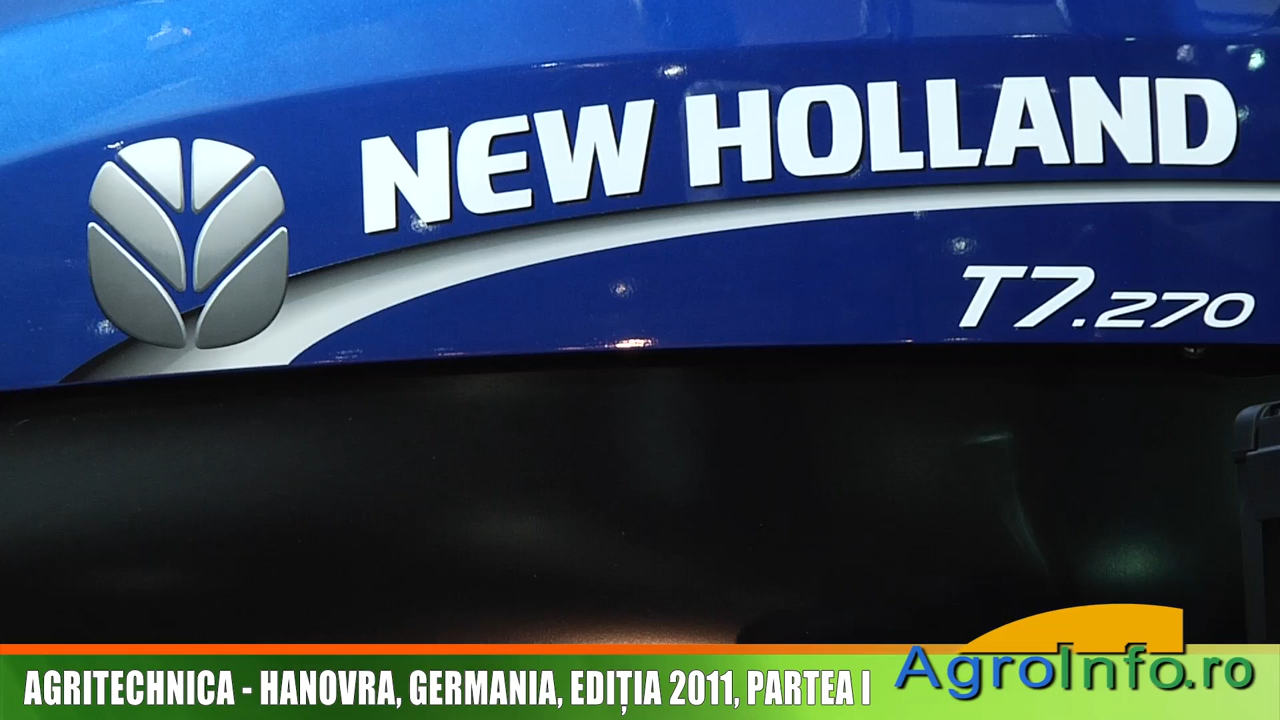 NEW HOLLAND
T7.270
AGRITECHNICA - HANOVRA, GERMANIA, EDIȚIA 2011, PARTEA I
AgroInfo.ro